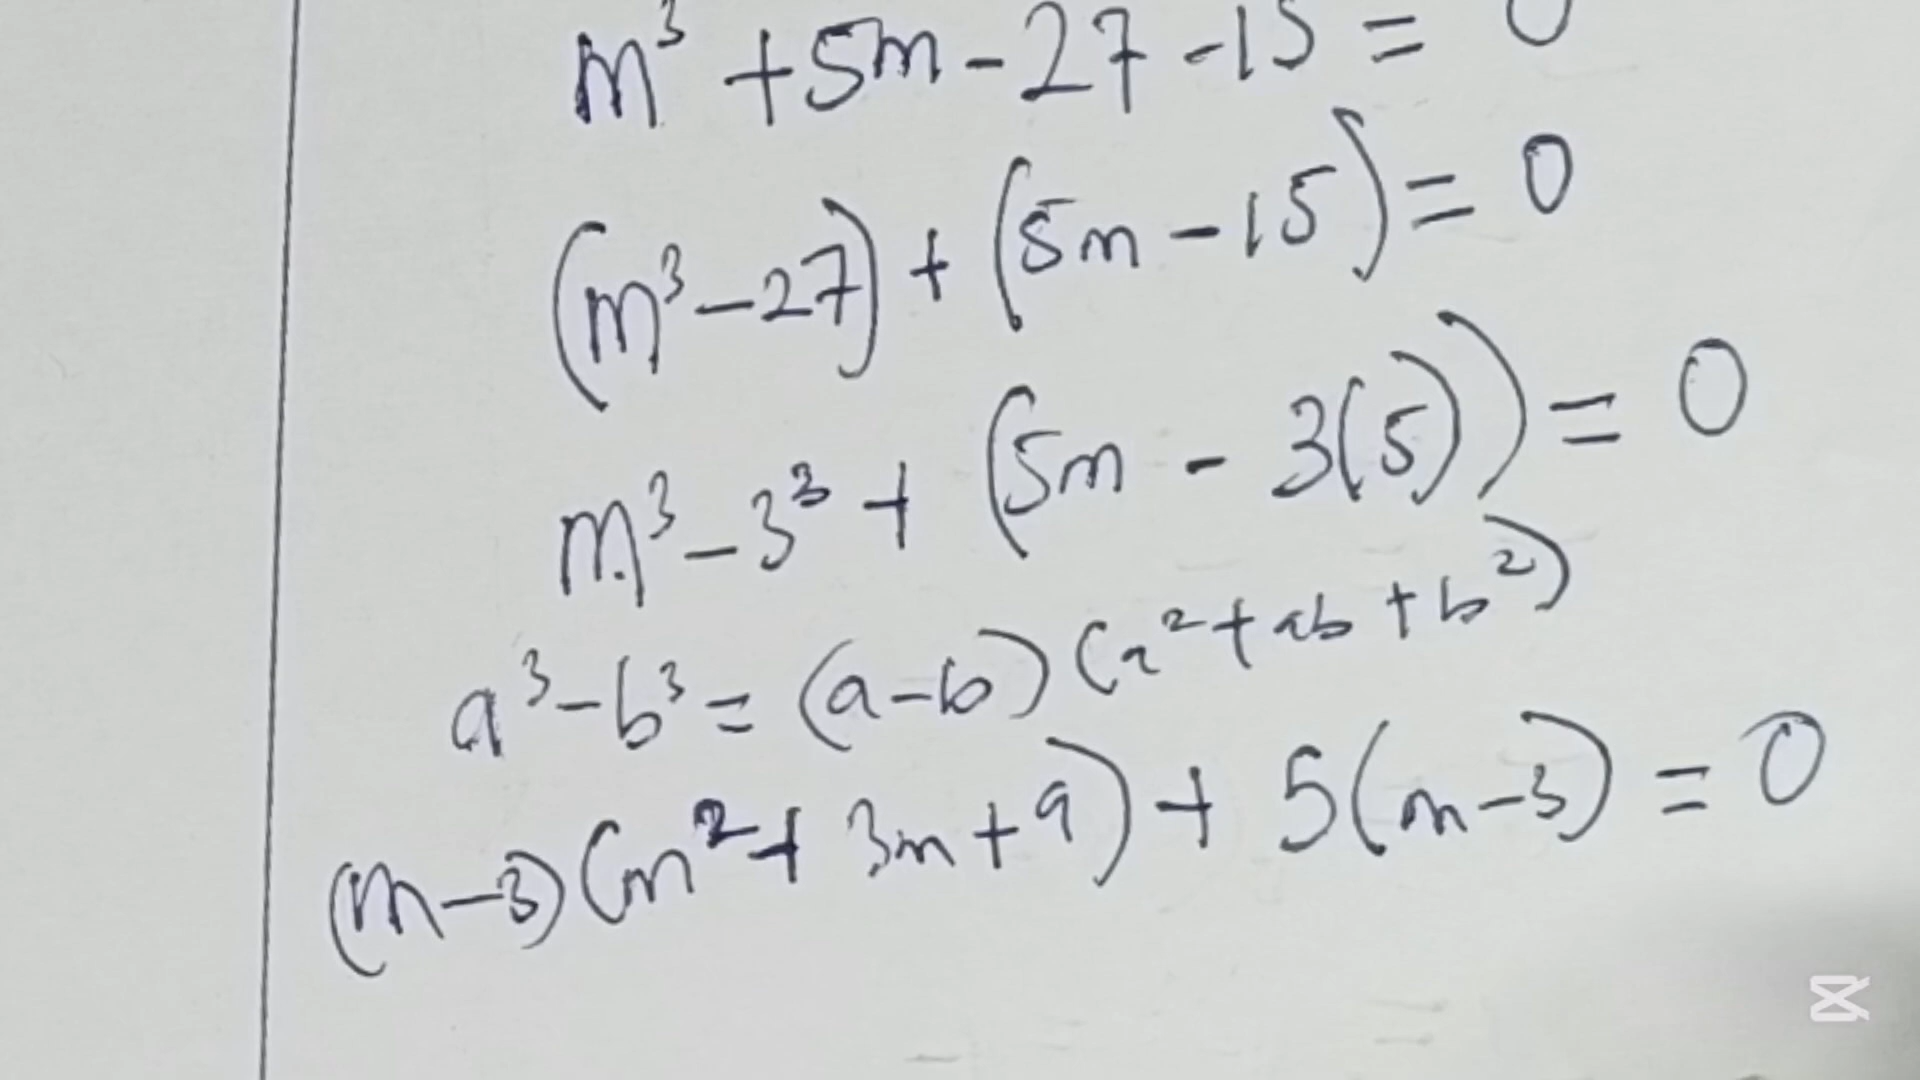 m³ + 5m - 27 - 15 = 0
(m³ - 27) + (5m - 15) = 0
m³ - 3³ + (5m - 3(5)) = 0
a³ - b³ = (a - b) (a² + ab + b²)
(m - 3) (m² + 3m + 9) + 5(m - 3) = 0